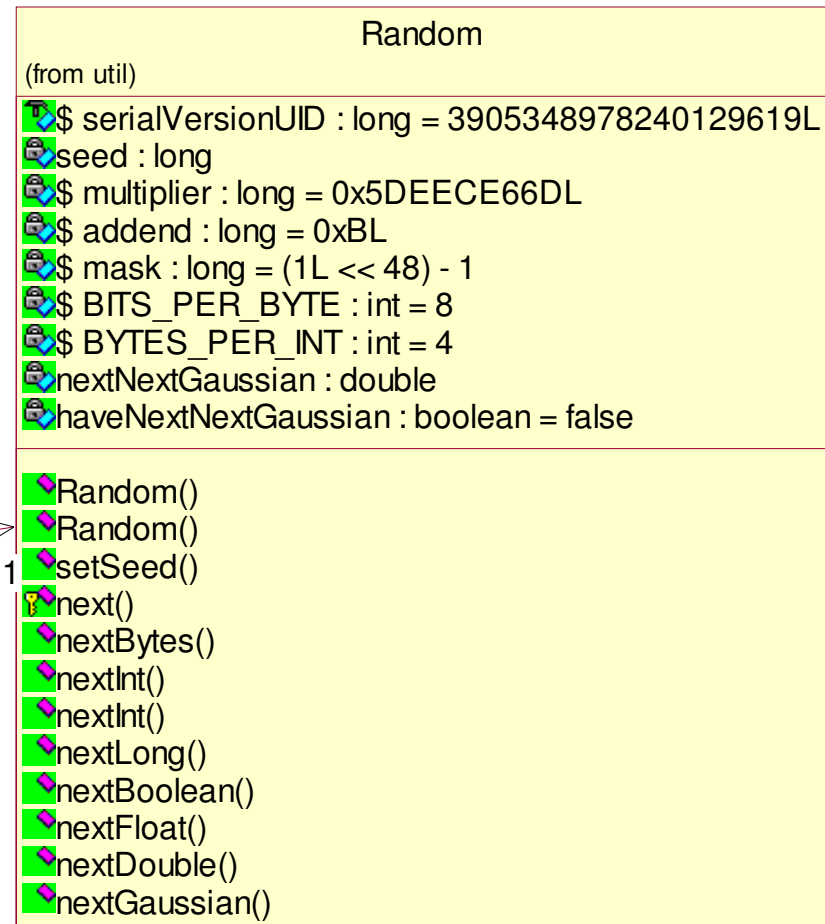 Random
(from util)
$ serialVersionUID : long = 3905348978240129619L
seed : long
$ multiplier : long = 0x5DEECE66DL
$ addend : long = 0xBL
$ mask : long = (1L << 48) - 1
$ BITS_PER_BYTE : int = 8
$ BYTES_PER_INT : int = 4
nextNextGaussian : double
haveNextNextGaussian : boolean = false
Random()
Random()
1
setSeed()
next()
nextBytes()
nextInt()
nextInt()
nextLong()
nextBoolean()
nextFloat()
nextDouble()
nextGaussian()